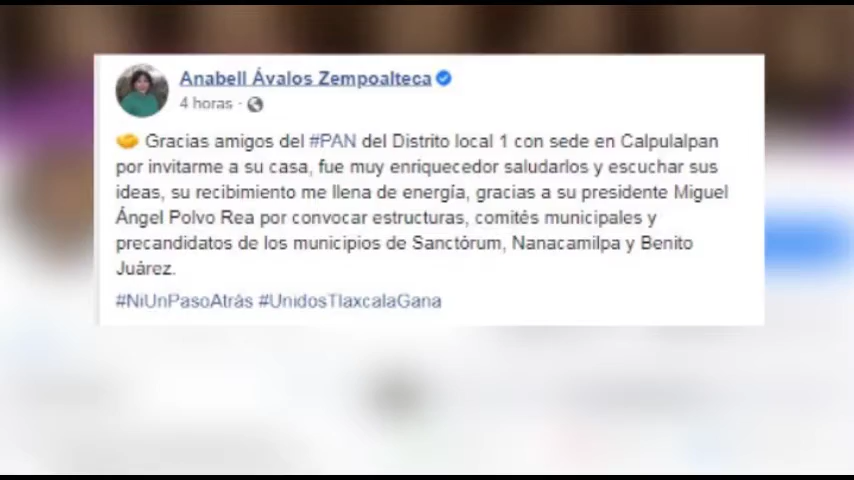 Anabell Ávalos Zempoalteca
4 horas ·
Gracias amigos del #PAN del Distrito local 1 con sede en Calpulalpan
por invitarme a su casa, fue muy enriquecedor saludarlos y escuchar sus
ideas, su recibimiento me llena de energía, gracias a su presidente Miguel
Ángel Polvo Rea por convocar estructuras, comités municipales y
precandidatos de los municipios de Sanctórum, Nanacamilpa y Benito
Juárez.
#NiUnPasoAtrás #UnidosTlaxcalaGana